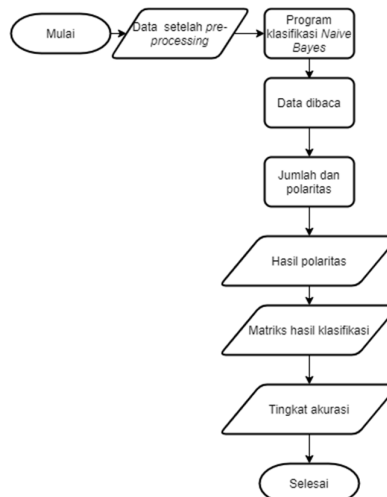 Mulai
Data setelah pre-
processing
Program
klasifikasi Naive
Bayes
Data dibaca
Jumlah dan
polaritas
Hasil polaritas
Matriks hasil klasifikasi
Tingkat akurasi
Selesai